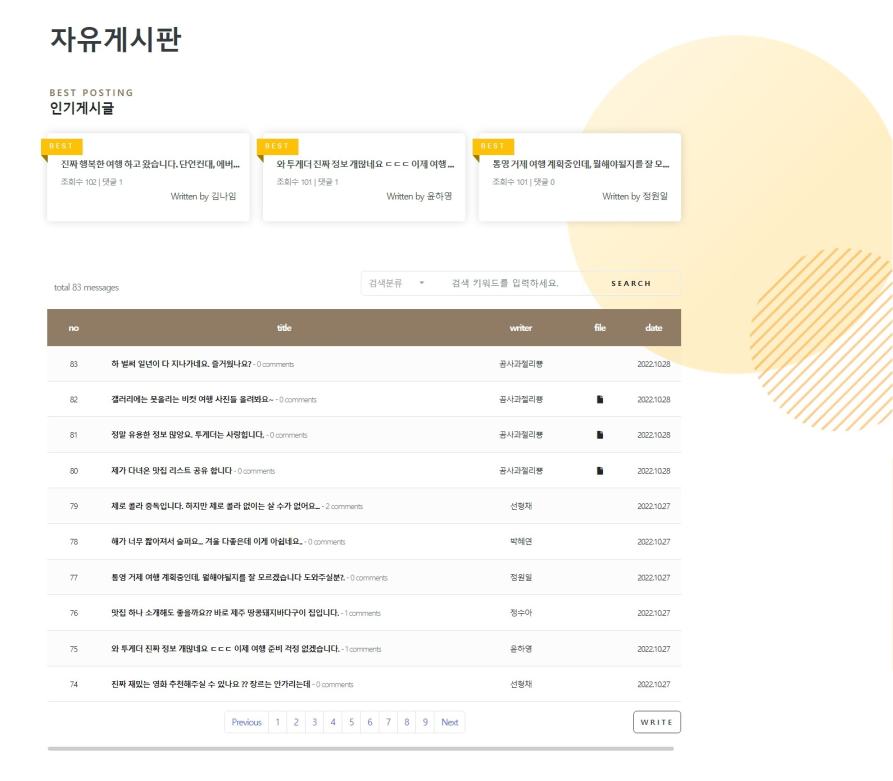 자유게시판
BEST POSTING
인기게시글
BEST
진짜 행복한 여행 하고 왔습니다. 단언컨대, 에버...
조회수 102 | 댓글 1
Written by 김나임
BEST
와 투게더 진짜 정보 개많네요 ㄷㄷㄷ 이제 여행 ...
조회수 101 | 댓글 1
Written by 윤하영
BEST
통영 거제 여행 계획중인데, 뭘해야될지를 잘 모...
조회수 101 | 댓글 0
Written by 정원일
total 83 messages
검색분류 검색 키워드를 입력하세요. SEARCH
no title writer file date
83 하 벌써 일년이 다 지나가네요. 즐거웠나요? - 0 comments 공사과젤리뿡 2022.10.28
82 갤러리에는 못올리는 비컷 여행 사진들 올려봐요~ - 0 comments 공사과젤리뿡 2022.10.28
81 정말 유용한 정보 많앙요. 투게더는 사랑힙니다. - 0 comments 공사과젤리뿡 2022.10.28
80 제가 다녀온 맛집 리스트 공유 합니다 - 0 comments 공사과젤리뿡 2022.10.28
79 제로 콜라 중독입니다. 하지만 제로 콜라 없이는 살 수가 없어요... - 2 comments 선형재 2022.10.27
78 해가 너무 짧아져서 슬퍼요... 겨울 다좋은데 이게 아쉽네요.. - 0 comments 박혜연 2022.10.27
77 통영 거제 여행 계획중인데, 뭘해야될지를 잘 모르겠습니다 도와주실분?. - 0 comments 정원일 2022.10.27
76 맛집 하나 소개해도 좋을까요?? 바로 제주 땅콩돼지바다구이 집입니다. - 1 comments 정수아 2022.10.27
75 와 투게더 진짜 정보 개많네요 ㄷㄷㄷ 이제 여행 준비 걱정 없겠습니다. - 1 comments 윤하영 2022.10.27
74 진짜 재밌는 영화 추천해주실 수 있나요 ?? 장르는 안가리는데 - 0 comments 선형재 2022.10.27
Previous 1 2 3 4 5 6 7 8 9 Next
WRITE